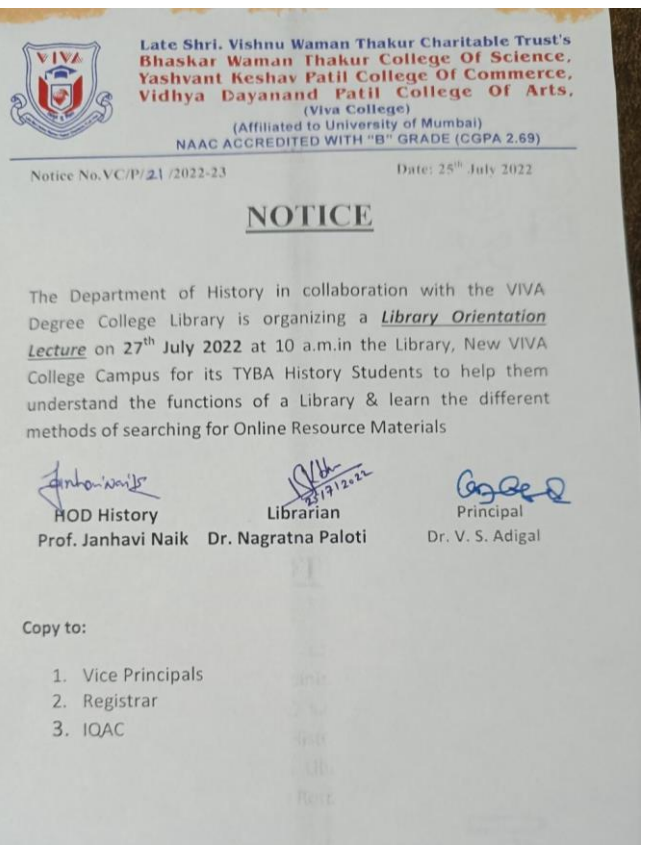 VIVA
Late Shri. Vishnu Waman Thakur Charitable Trust's
Bhaskar Waman Thakur College Of Science,
Yashvant Keshav Patil College Of Commerce,
Vidhya Dayanand Patil College Of Arts,
(Viva College)
(Affiliated to University of Mumbai)
NAAC ACCREDITED WITH "B" GRADE (CGPA 2.69)
Notice No.VC/P/21 /2022-23 Date: 25th July 2022
NOTICE
The Department of History in collaboration with the VIVA
Degree College Library is organizing a Library Orientation
Lecture on 27th July 2022 at 10 a.m.in the Library, New VIVA
College Campus for its TYBA History Students to help them
understand the functions of a Library & learn the different
methods of searching for Online Resource Materials
25/7/2022
HOD History Librarian Principal
Prof. Janhavi Naik Dr. Nagratna Paloti Dr. V. S. Adigal
Copy to:
1. Vice Principals
2. Registrar
3. IQAC